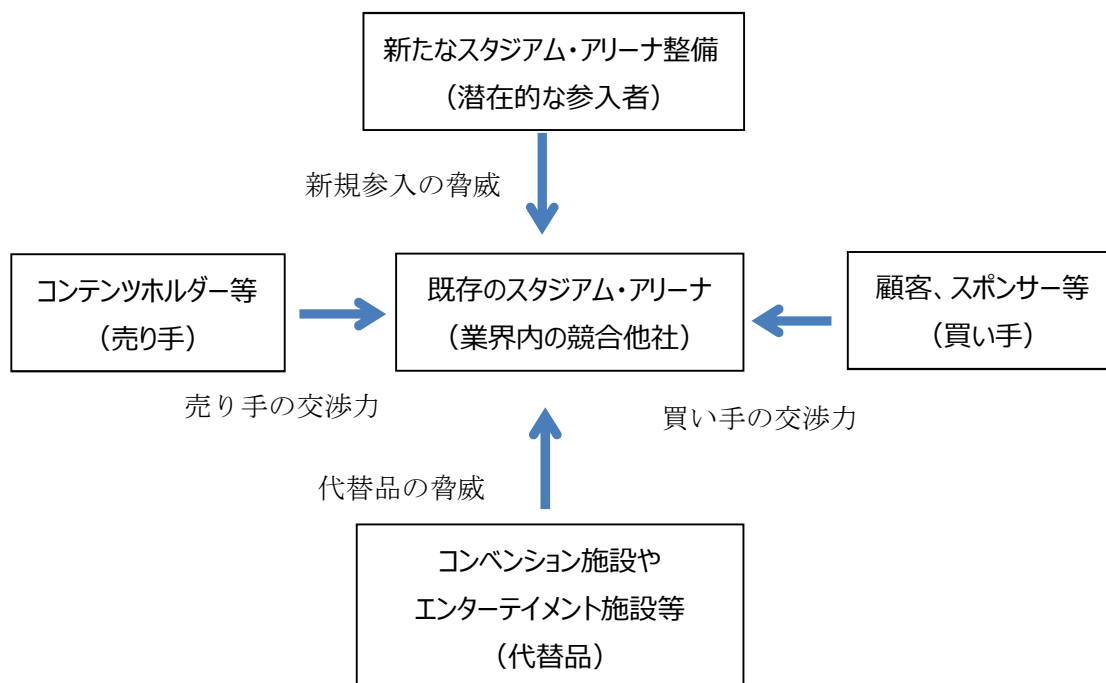 新たなスタジアム・アリーナ整備
（潜在的な参入者）
新規参入の脅威
コンテンツホルダー等
（売り手）
既存のスタジアム・アリーナ
（業界内の競合他社）
顧客、スポンサー等
（買い手）
売り手の交渉力
買い手の交渉力
代替品の脅威
コンベンション施設や
エンターテイメント施設等
（代替品）